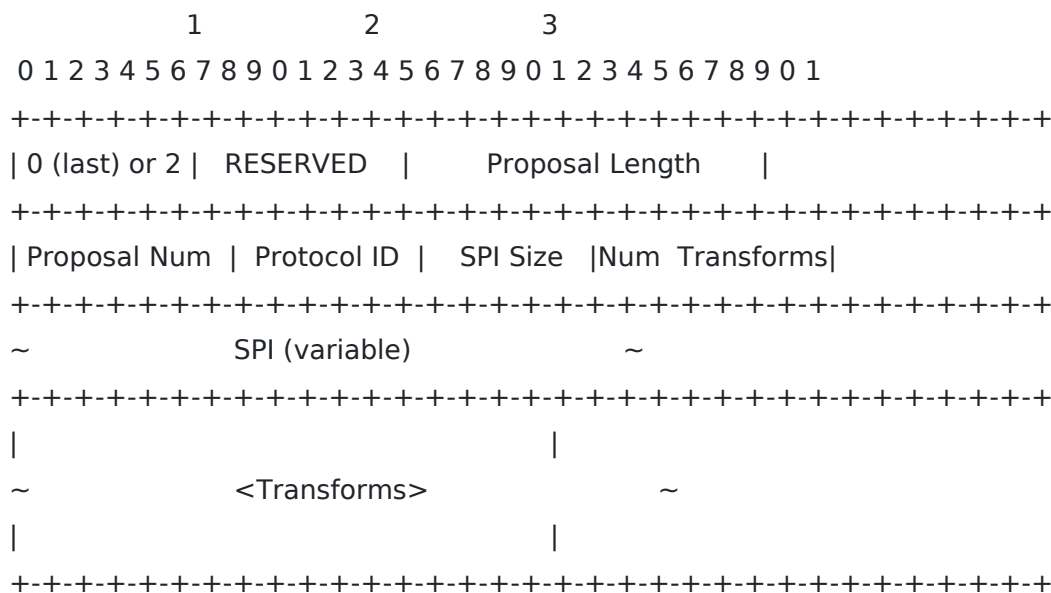 1 2 3
0 1 2 3 4 5 6 7 8 9 0 1 2 3 4 5 6 7 8 9 0 1 2 3 4 5 6 7 8 9 0 1
+-+-+-+-+-+-+-+-+-+-+-+-+-+-+-+-+-+-+-+-+-+-+-+-+-+-+-+-+-+-+-+-+
| 0 (last) or 2 | RESERVED | Proposal Length |
+-+-+-+-+-+-+-+-+-+-+-+-+-+-+-+-+-+-+-+-+-+-+-+-+-+-+-+-+-+-+-+-+
| Proposal Num | Protocol ID | SPI Size |Num Transforms|
+-+-+-+-+-+-+-+-+-+-+-+-+-+-+-+-+-+-+-+-+-+-+-+-+-+-+-+-+-+-+-+-+
~ SPI (variable) ~
+-+-+-+-+-+-+-+-+-+-+-+-+-+-+-+-+-+-+-+-+-+-+-+-+-+-+-+-+-+-+-+-+
| |
~ <Transforms> ~
| |
+-+-+-+-+-+-+-+-+-+-+-+-+-+-+-+-+-+-+-+-+-+-+-+-+-+-+-+-+-+-+-+-+